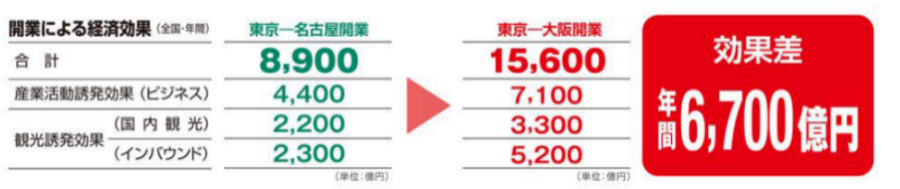 開業による経済効果(全国・年間) 東京―名古屋開業 東京―大阪開業
合計 8,900 15,600
産業活動誘発効果(ビジネス) 4,400 7,100
観光誘発効果 (国内観光) 2,200 3,300
(インバウンド) 2,300 5,200
(単位:億円) (単位:億円)
効果差
年間6,700億円